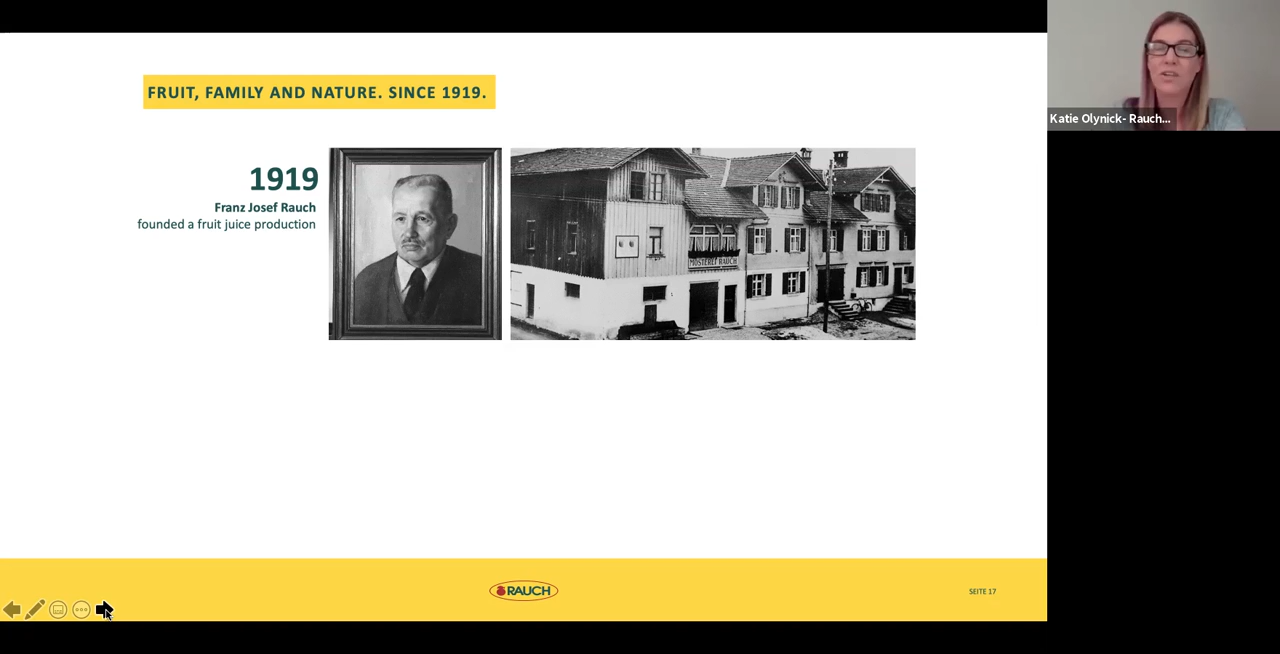 FRUIT, FAMILY AND NATURE. SINCE 1919.
Katie Olynick- Rauch...
1919
Franz Josef Rauch
founded a fruit juice production
MOSTEREI RAUCH
RAUCH
SEITE 17